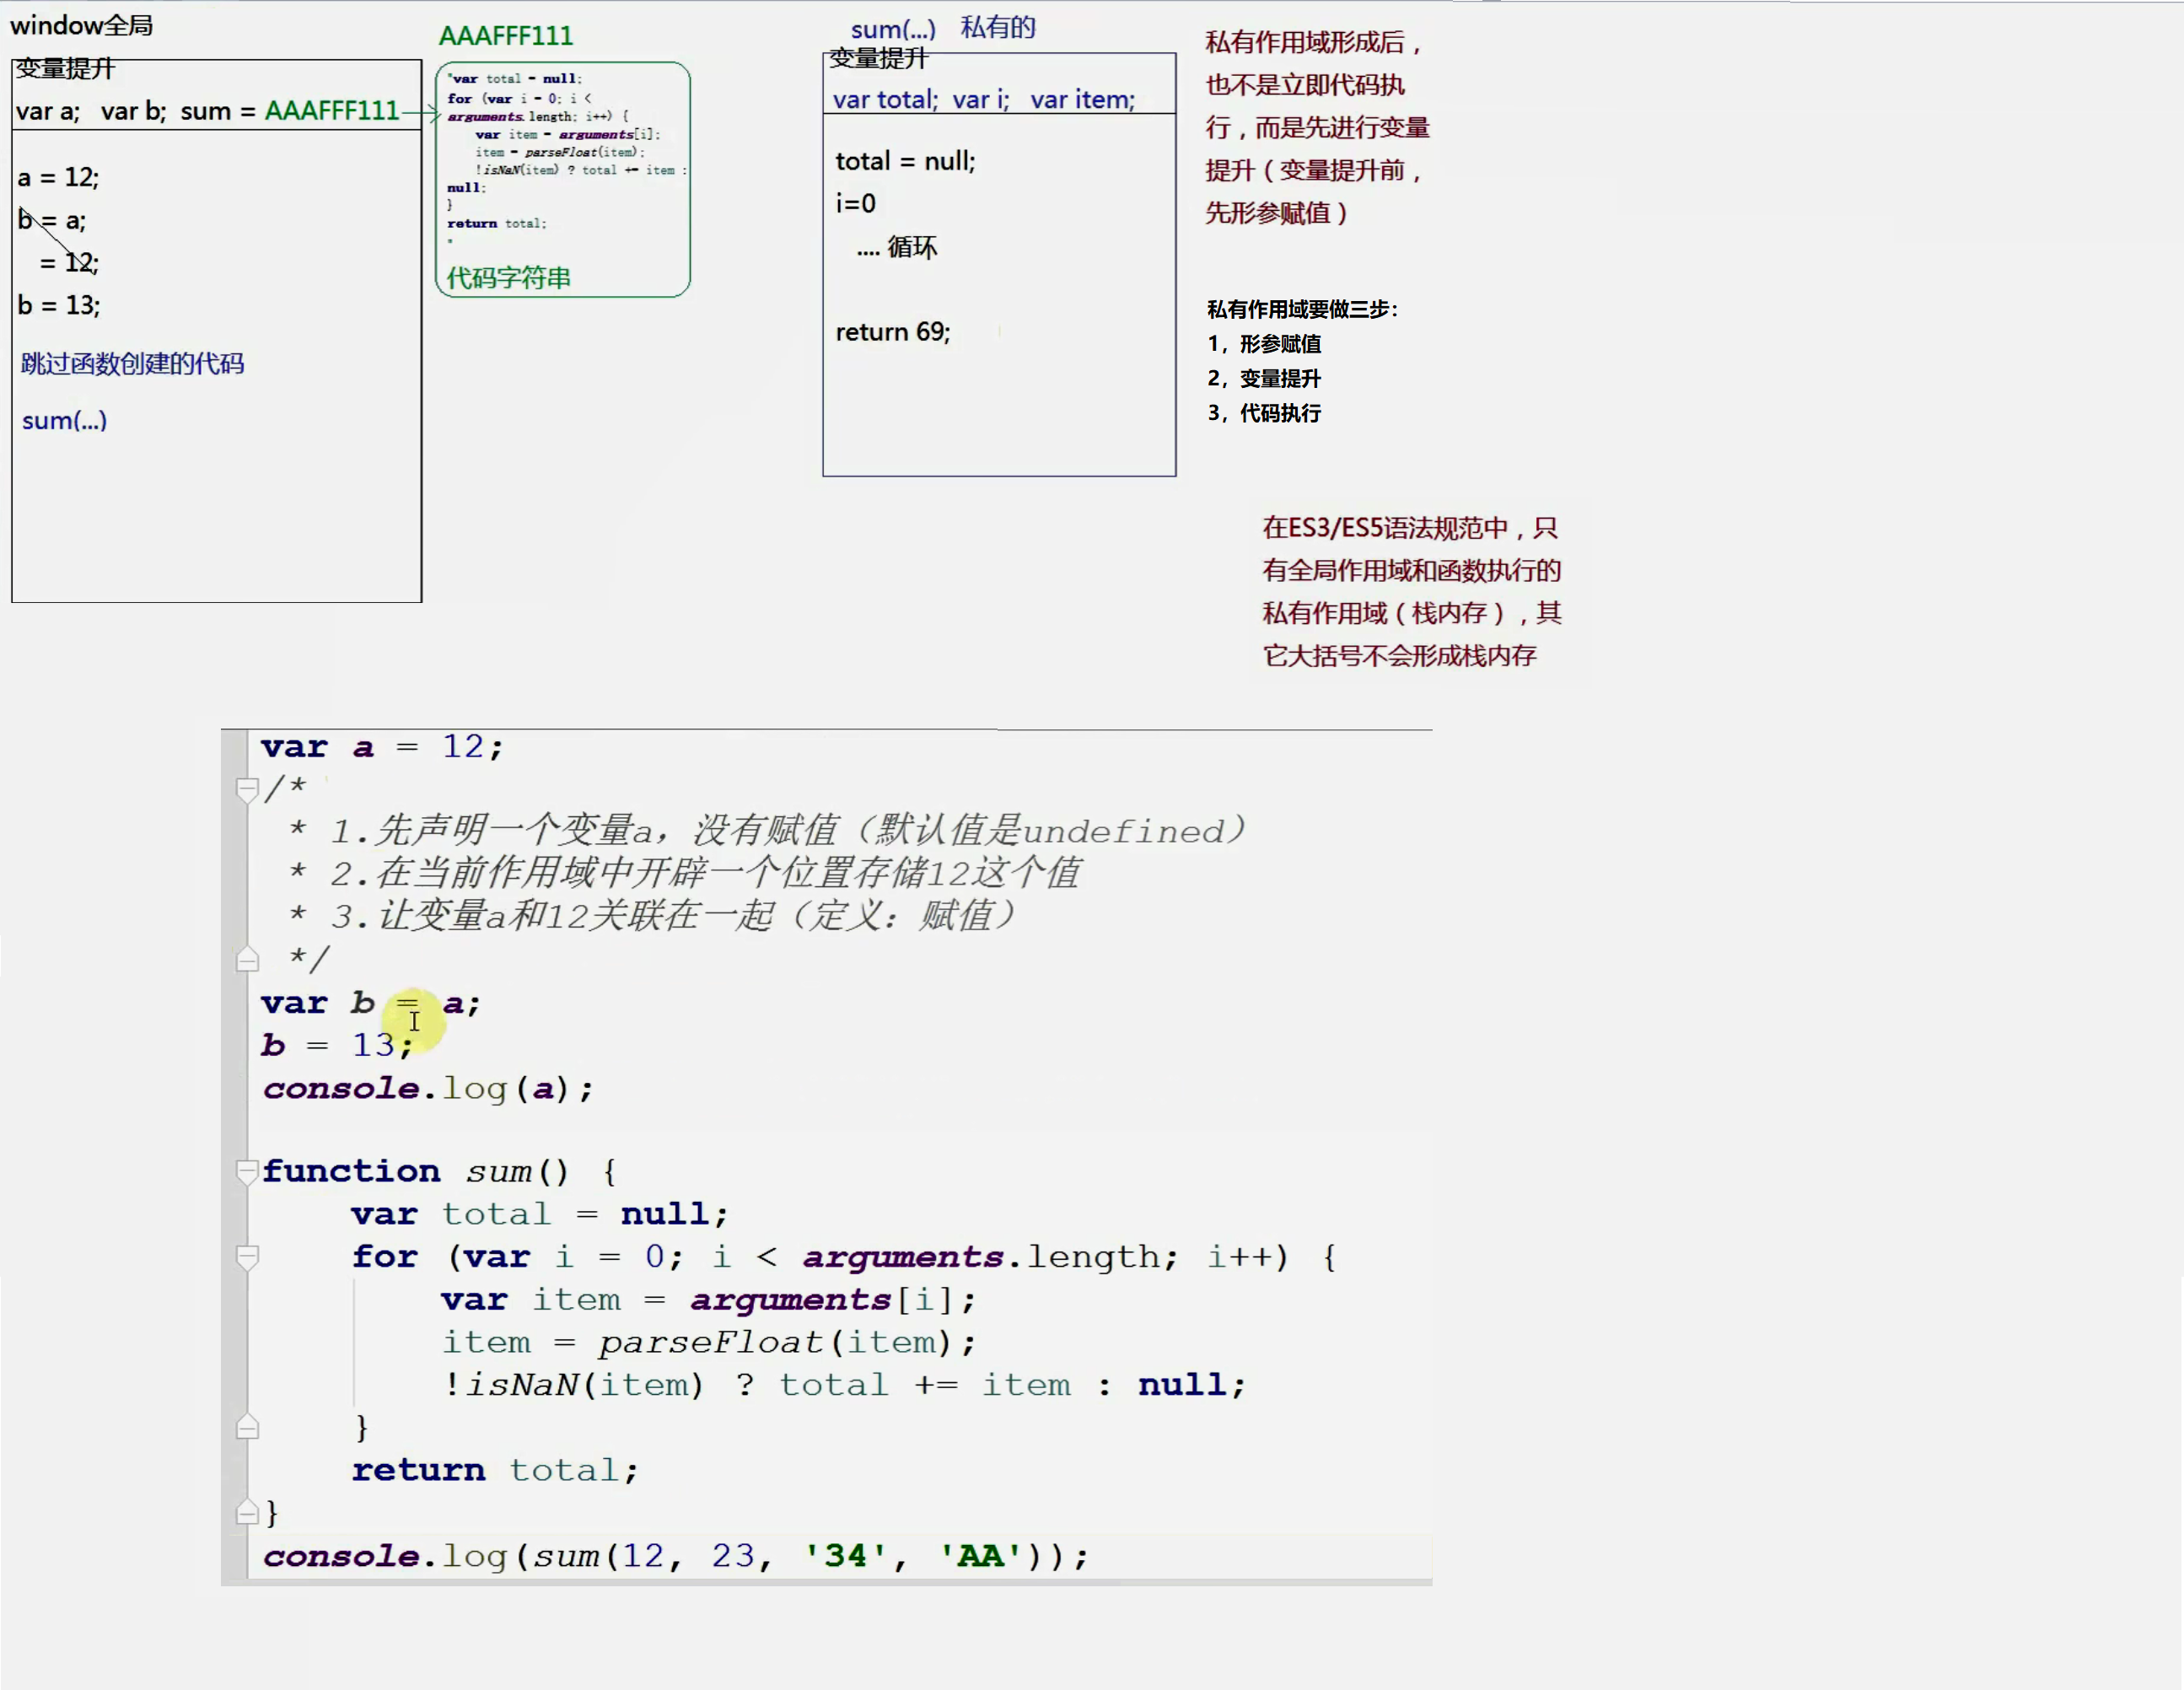 window全局
变量提升
var a;   var b;  sum = AAAFFF111
a = 12;
b = a;
= 12;
b = 13;
跳过函数创建的代码
sum(...)
AAAFFF111
"var total = null;
for (var i = 0; i <
arguments.length; i++) {
var item = arguments[i];
item = parseFloat(item);
!isNaN(item) ? total += item :
null;
}
return total;
"
代码字符串
sum(...)   私有的
变量提升
var total;  var i;   var item;
total = null;
i=0
.... 循环
return 69;
私有作用域形成后，
也不是立即代码执
行，而是先进行变量
提升（变量提升前，
先形参赋值）
私有作用域要做三步：
1，形参赋值
2，变量提升
3，代码执行
在ES3/ES5语法规范中，只
有全局作用域和函数执行的
私有作用域（栈内存），其
它大括号不会形成栈内存
var a = 12;
/*
* 1.先声明一个变量a，没有赋值（默认值是undefined）
* 2.在当前作用域中开辟一个位置存储12这个值
* 3.让变量a和12关联在一起（定义：赋值）
*/
var b = a;
b = 13;
console.log(a);
function sum() {
var total = null;
for (var i = 0; i < arguments.length; i++) {
var item = arguments[i];
item = parseFloat(item);
!isNaN(item) ? total += item : null;
}
return total;
}
console.log(sum(12, 23, '34', 'AA'));